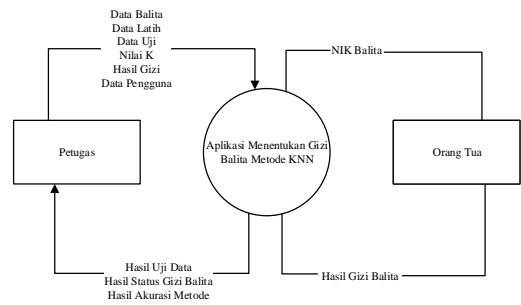 Data Balita
Data Latih
Data Uji
Nilai K
Hasil Gizi
Data Pengguna
NIK Balita
Petugas
Aplikasi Menentukan Gizi
Balita Metode KNN
Orang Tua
Hasil Uji Data
Hasil Status Gizi Balita
Hasil Akurasi Metode
Hasil Gizi Balita